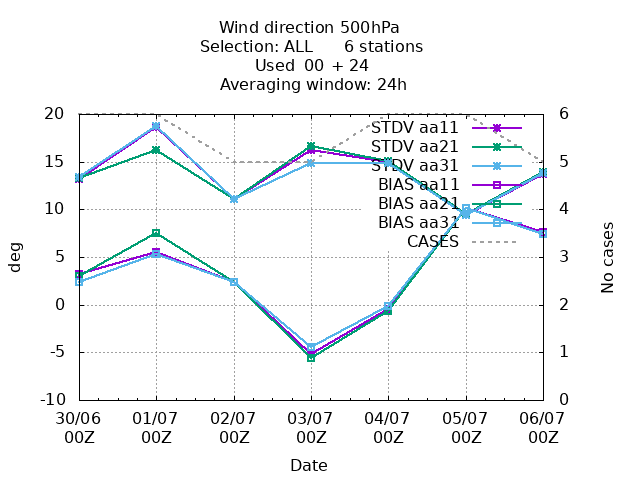 Wind direction 500hPa
Selection: ALL 6 stations
Used 00 + 24
Averaging window: 24h
20
15
10
5
0
-5
-10
deg
6
5
4
3
2
1
0
No cases
STDV aa11
STDV aa21
STDV aa31
BIAS aa11
BIAS aa21
BIAS aa31
CASES
30/06 01/07 02/07 03/07 04/07 05/07 06/07
00Z 00Z 00Z 00Z 00Z 00Z 00Z
Date